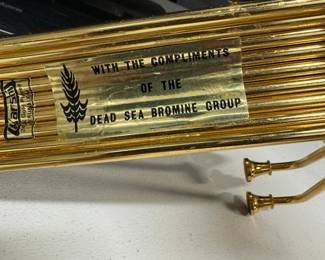 WITH THE COMPLIMENTS
OF THE
DEAD SEA BROMINE GROUP